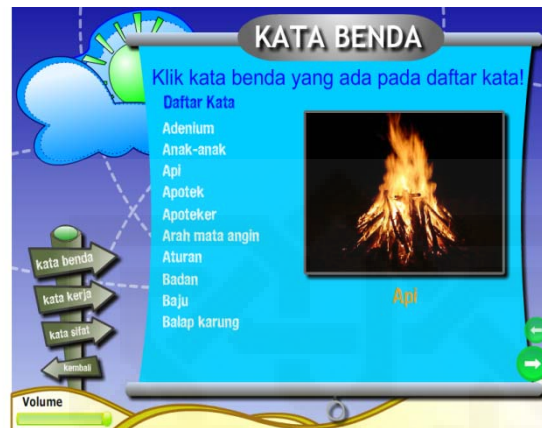 KATA BENDA
Klik kata benda yang ada pada daftar kata!
Daftar Kata
Adenium
Anak-anak
Api
Apotek
Apoteker
Arah mata angin
Aturan
Badan
Baju
Balap karung
Api
kata benda
kata kerja
kata sifat
kembali
Volume